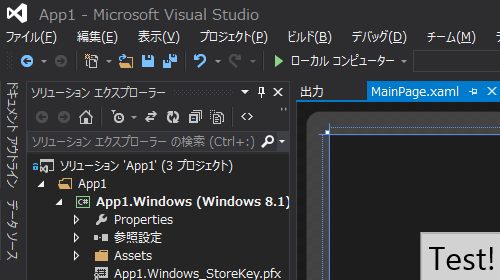 App1 - Microsoft Visual Studio
ファイル(F) 編集(E) 表示(V) プロジェクト(P) ビルド(B) デバッグ(D) チーム(M)
ローカル コンピューター
ドキュメント アウトライン データ ソース
ソリューション エクスプローラー
出力 MainPage.xaml
ソリューション エクスプローラー の検索 (Ctrl+:)
ソリューション 'App1' (3 プロジェクト)
App1
C# App1.Windows (Windows 8.1)
Properties
参照設定
Assets
App1.Windows_StoreKey.pfx
Test!